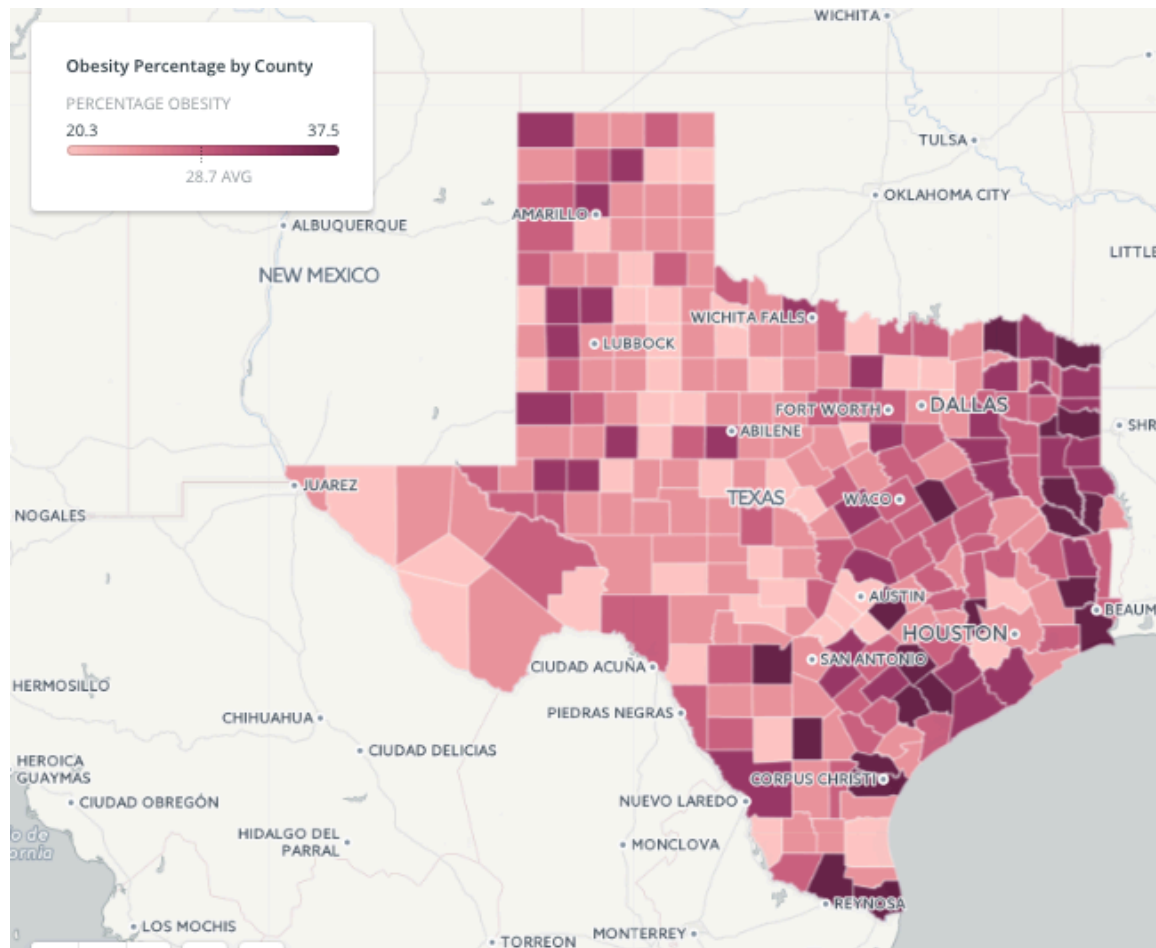 WICHITA
Obesity Percentage by County
PERCENTAGE OBESITY
20.3 37.5
28.7 AVG
TULSA
OKLAHOMA CITY
AMARILLO
ALBUQUERQUE
LITTLE
NEW MEXICO
WICHITA FALLS
LUBBOCK
FORT WORTH
DALLAS
SHR
ABILENE
JUAREZ
TEXAS
WACO
NOGALES
AUSTIN
BEAUM
HOUSTON
SAN ANTONIO
CIUDAD ACUÑA
HERMOSILLO
PIEDRAS NEGRAS
CHIHUAHUA
CIUDAD DELICIAS
HEROICA
GUAYMAS
CORPUS CHRISTI
CIUDAD OBREGÓN
NUEVO LAREDO
HIDALGO DEL
PARRAL
MONCLOVA
o de
ornia
REYNOSA
LOS MOCHIS
MONTERREY
TORREON